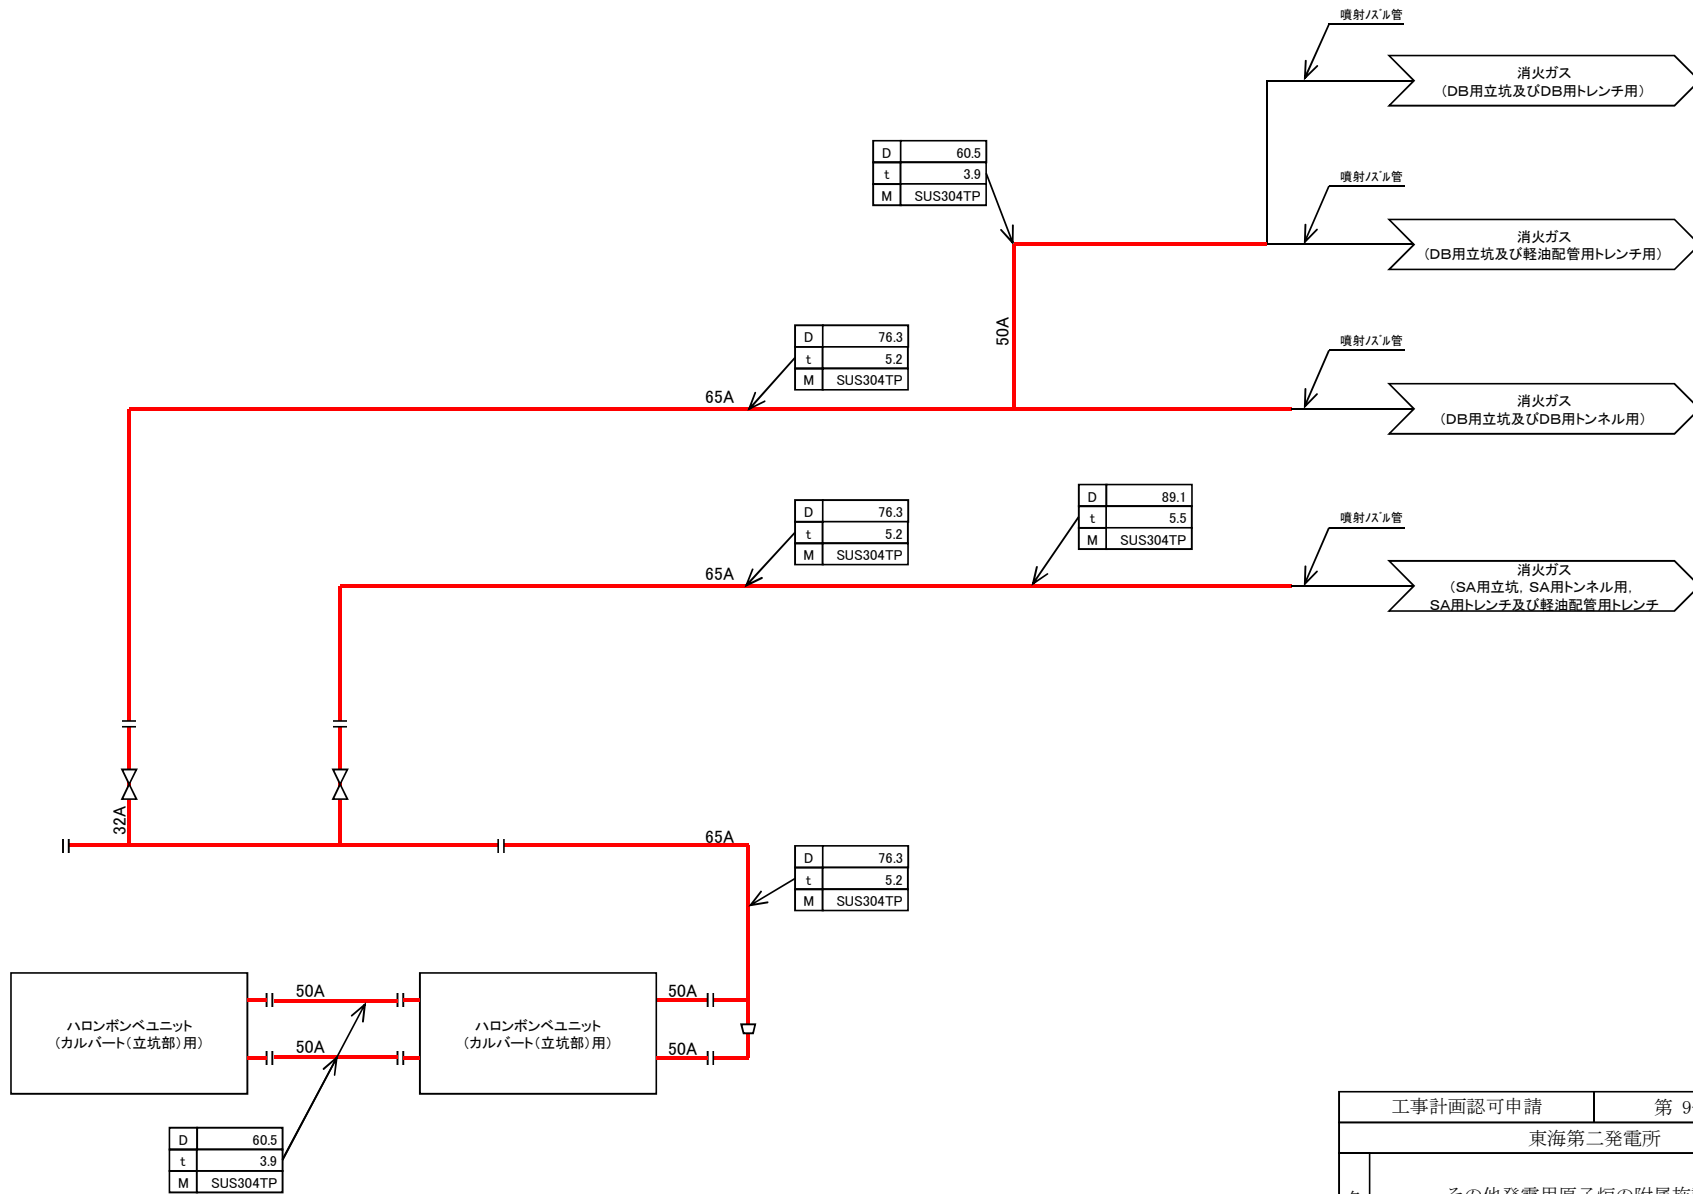 噴射ノズル管
消火ガス
(DB用立坑及びDB用トレンチ用)
D 60.5
t 3.9
M SUS304TP
噴射ノズル管
消火ガス
(DB用立坑及び軽油配管用トレンチ用)
50A
D 76.3
t 5.2
M SUS304TP
噴射ノズル管
65A
消火ガス
(DB用立坑及びDB用トンネル用)
D 76.3
t 5.2
M SUS304TP
D 89.1
t 5.5
M SUS304TP
噴射ノズル管
65A
消火ガス
(SA用立坑, SA用トンネル用,
SA用トレンチ及び軽油配管用トレンチ
32A
65A
D 76.3
t 5.2
M SUS304TP
ハロンボンベユニット
(カルバート(立坑部)用)
50A
50A
ハロンボンベユニット
(カルバート(立坑部)用)
50A
50A
D 60.5
t 3.9
M SUS304TP
工事計画認可申請
第 9
東海第二発電所